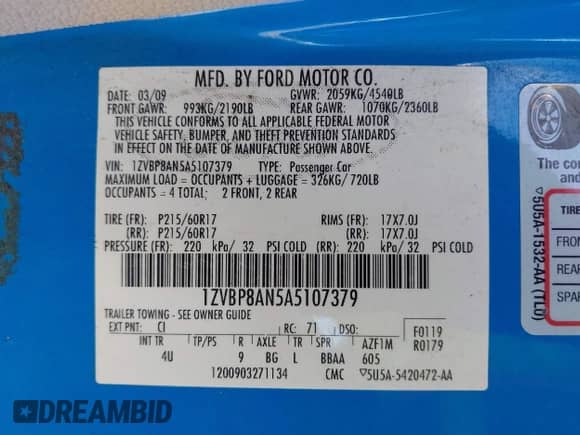 MFD. BY FORD MOTOR CO.
DATE: 03/09 GVWR: 2059KG/4540LB
FRONT GAWR: 993KG/2190LB REAR GAWR: 1070KG/2360LB
THIS VEHICLE CONFORMS TO ALL APPLICABLE FEDERAL MOTOR
VEHICLE SAFETY, BUMPER, AND THEFT PREVENTION STANDARDS
IN EFFECT ON THE DATE OF MANUFACTURE SHOWN ABOVE.
VIN: 1ZVBP8AN5A5107379 TYPE: Passenger Car
MAXIMUM LOAD = OCCUPANTS + LUGGAGE = 326KG/720LB
OCCUPANTS = 4 TOTAL; 2 FRONT, 2 REAR
TIRE (FR): P215/60R17 RIMS (FR): 17X7.0J
(RR): P215/60R17 (RR): 17X7.0J
PRESSURE (FR): 220 kPa/ 32 PSI COLD (RR): 220 kPa/ 32 PSI COLD
1ZVBP8AN5A5107379
TRAILER TOWING - SEE OWNER GUIDE
EXT PNT: CI RC: 71 DSO: F0119
INT TR TP/PS R AXLE TR SPR AZF1M R0179
4U 9 BG L BBAA 605
1200903271134 CMC ▽5U5A-5420472-AA
▽5U5A-1532-AA (TL0)
The co
and
TIRE
FRON
REAR
SPAR
DREAMBID